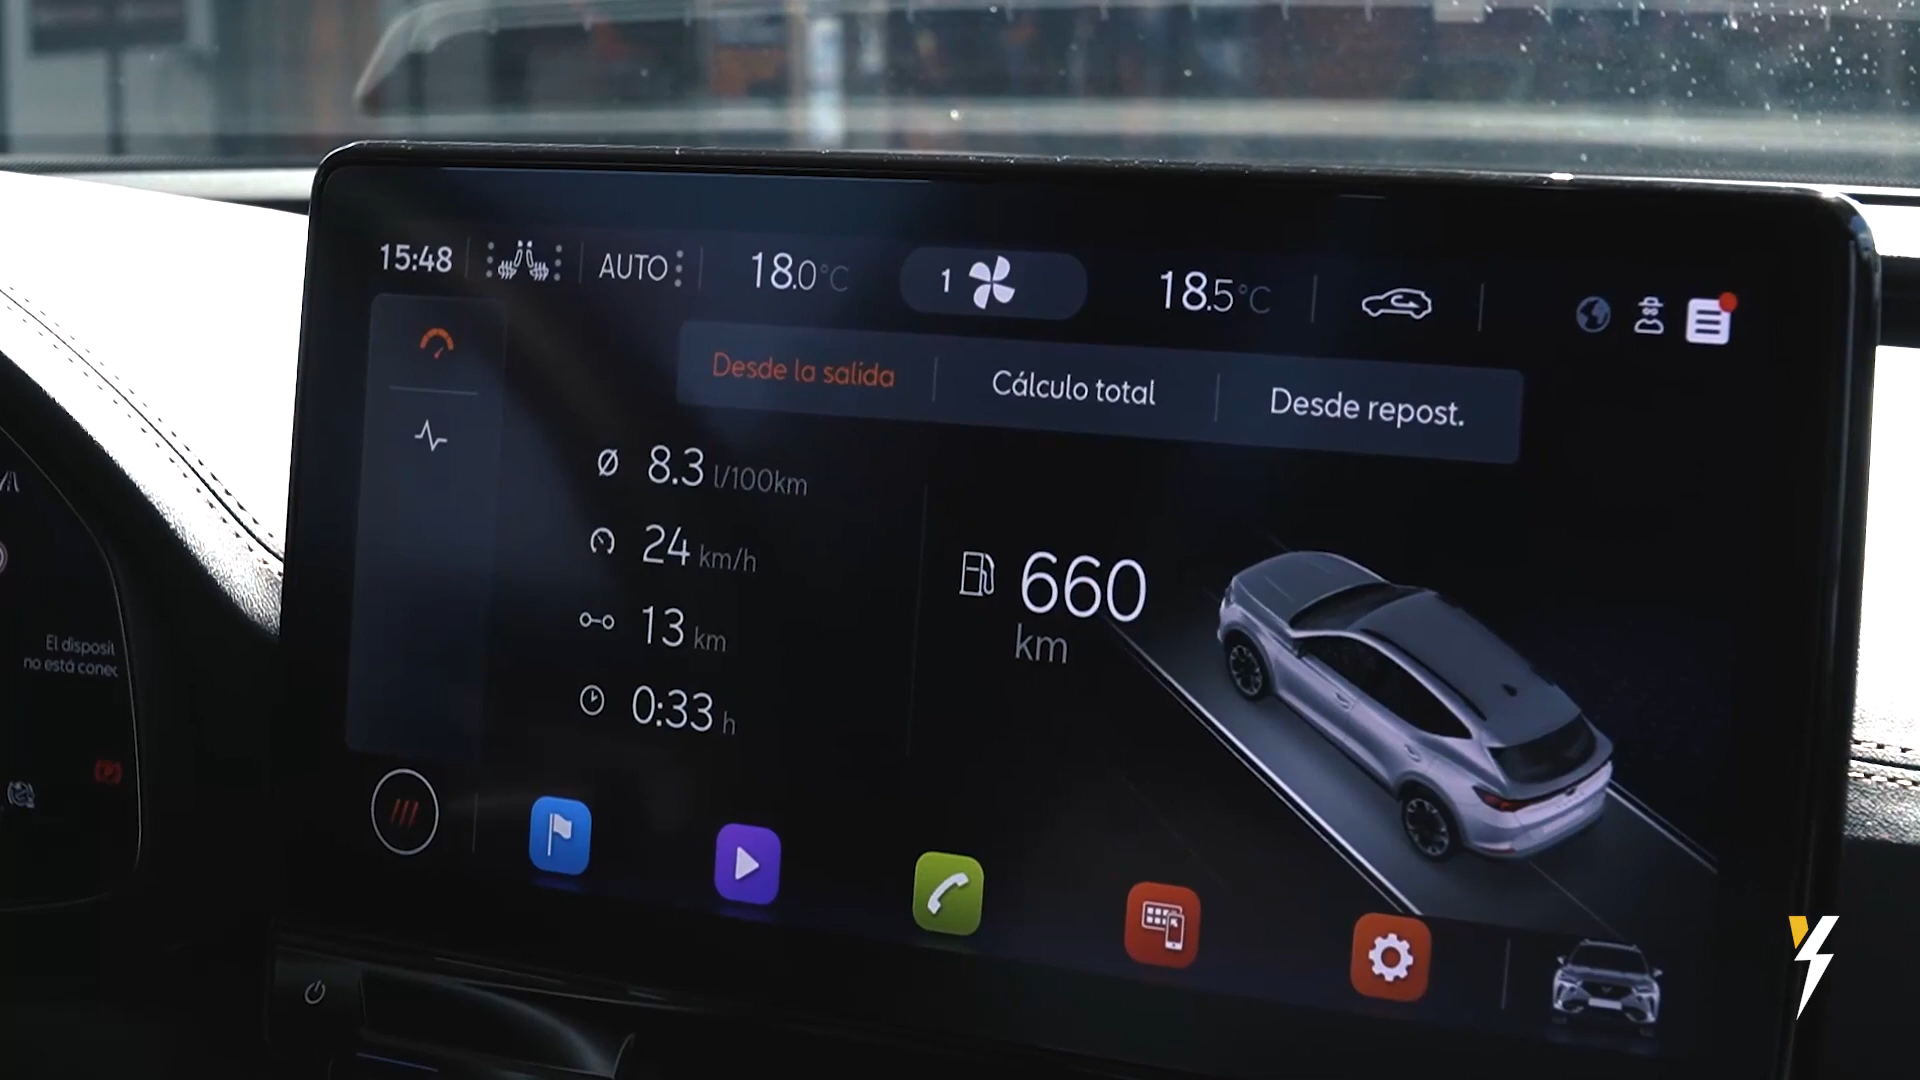 15:48 AUTO 18.0°C 1 18.5°C
Desde la salida Cálculo total Desde repost.
8.3 l/100km
24 km/h
13 km
0:33 h
660
km
El disposit
no está conec